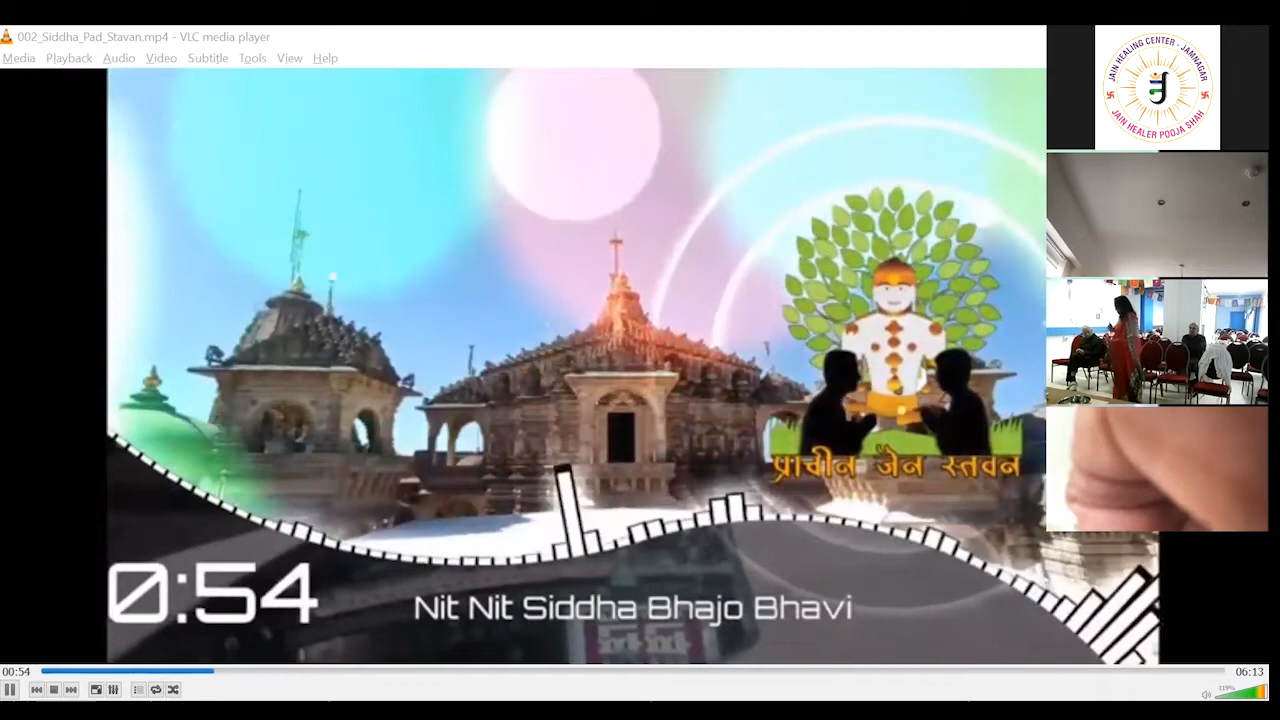 002_Siddha_Pad_Stavan.mp4 - VLC media player
Media Playback Audio Video Subtitle Tools View Help
JAIN HEALING CENTER - JAMNAGAR
JAIN HEALER POOJA SHAH
प्राचीन जैन स्तवन
0:54
Nit Nit Siddha Bhajo Bhavi
00:54
06:13
119%